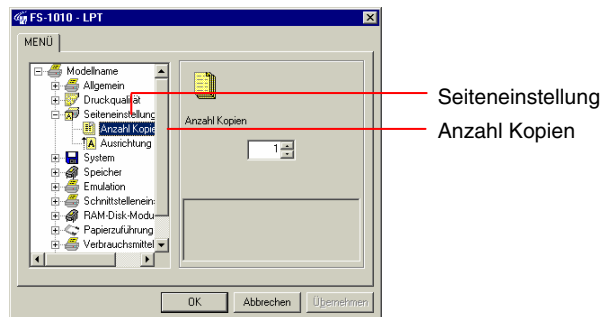 FS-1010 - LPT
MENÜ
Modellname
Allgemein
Druckqualität
Seiteneinstellung
Anzahl Kopie
Ausrichtung
System
Speicher
Emulation
Schnittstellenein
RAM-Disk-Modu
Papierzuführung
Verbrauchsmittel
Anzahl Kopien
1
OK Abbrechen Übernehmen
Seiteneinstellung
Anzahl Kopien